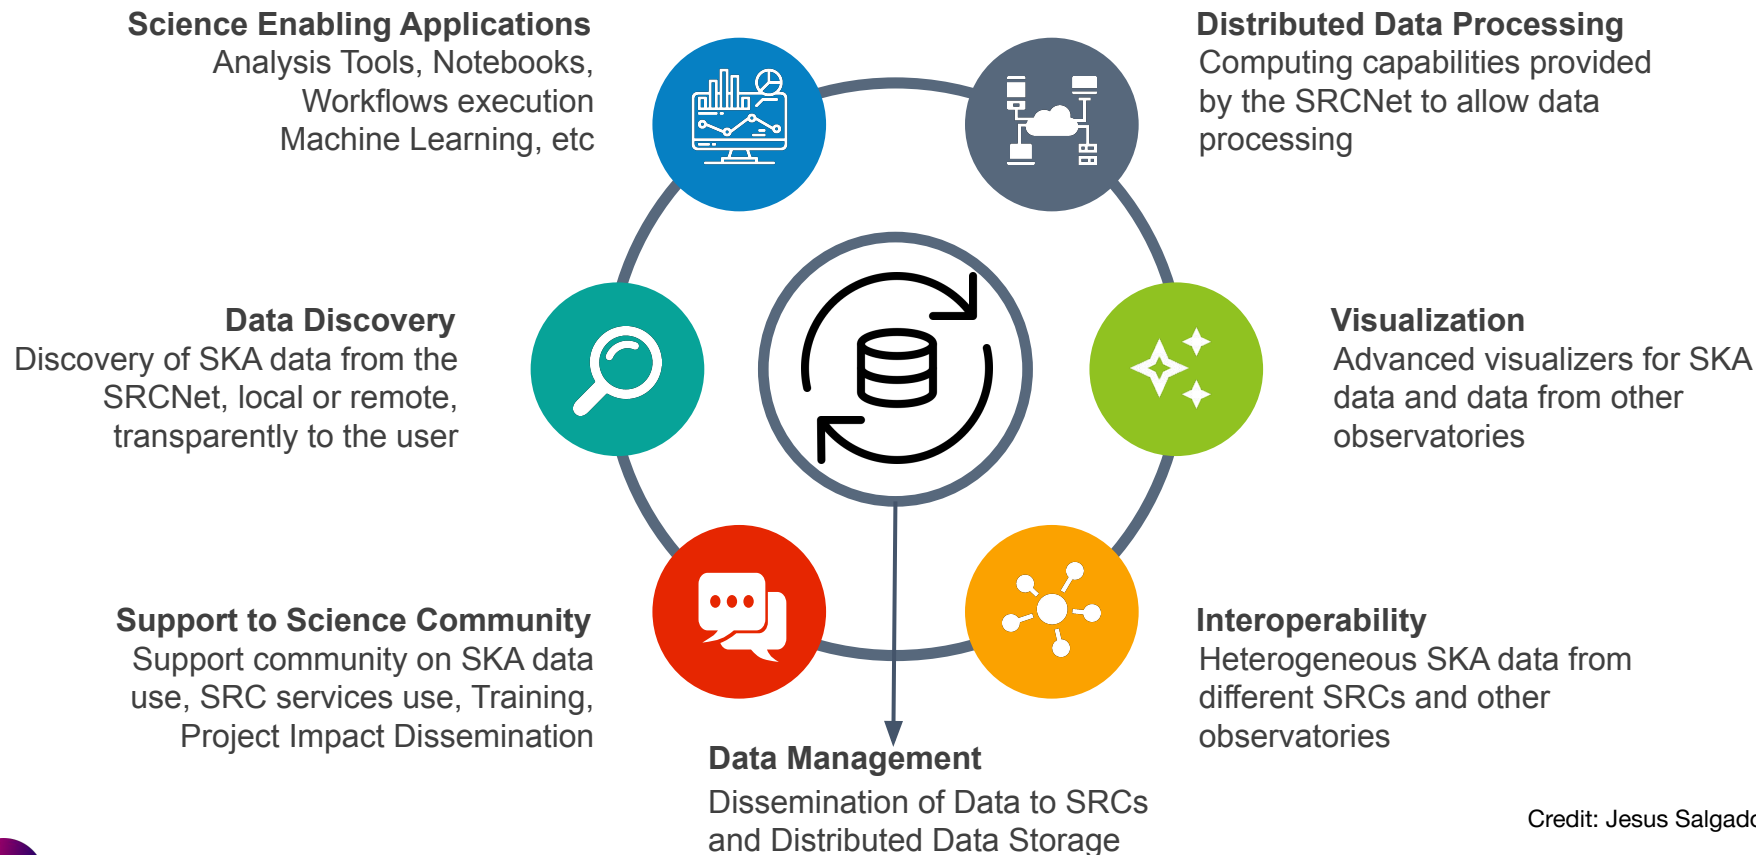 Science Enabling Applications
Analysis Tools, Notebooks,
Workflows execution
Machine Learning, etc
Distributed Data Processing
Computing capabilities provided
by the SRCNet to allow data
processing
Data Discovery
Discovery of SKA data from the
SRCNet, local or remote,
transparently to the user
Visualization
Advanced visualizers for SKA
data and data from other
observatories
Support to Science Community
Support community on SKA data
use, SRC services use, Training,
Project Impact Dissemination
Interoperability
Heterogeneous SKA data from
different SRCs and other
observatories
Data Management
Dissemination of Data to SRCs
and Distributed Data Storage
Credit: Jesus Salgado